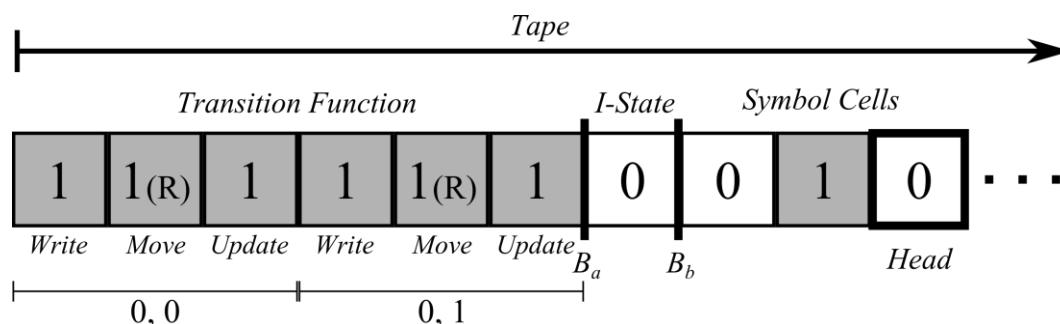 Tape
Transition Function I-State Symbol Cells
1 1(R) 1 1 1(R) 1 0 0 1 0 . . .
Write Move Update Write Move Update Bₐ B_b Head
0, 0 0, 1